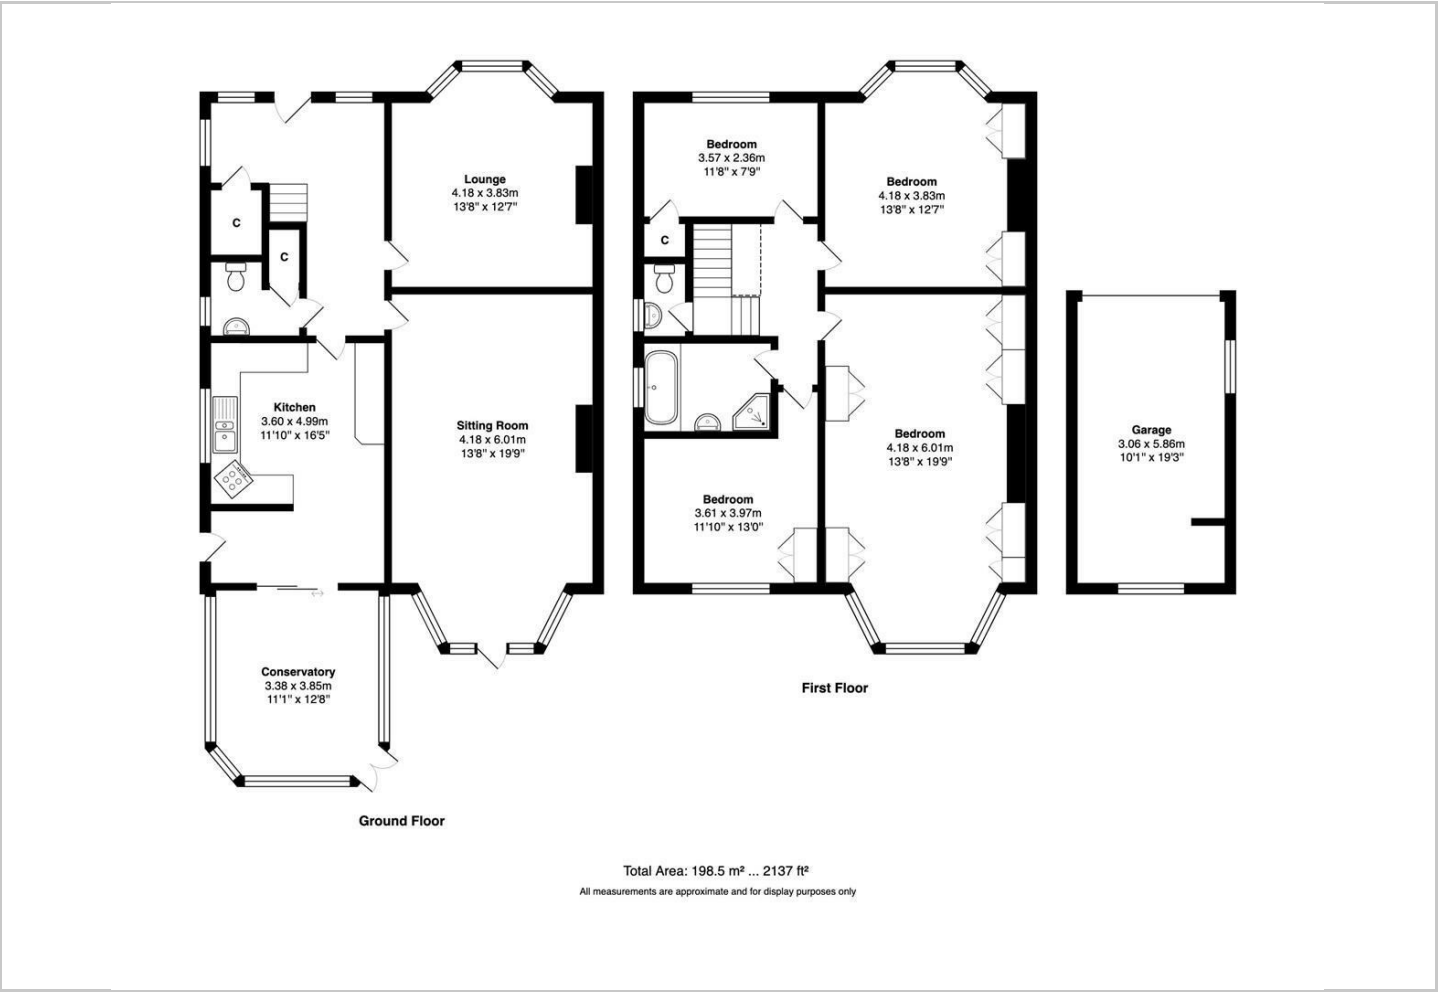 Lounge
4.18 x 3.83m
13'8" x 12'7"
C
C
Kitchen
3.60 x 4.99m
11'10" x 16'5"
Sitting Room
4.18 x 6.01m
13'8" x 19'9"
Conservatory
3.38 x 3.85m
11'1" x 12'8"
Ground Floor
Bedroom
3.57 x 2.36m
11'8" x 7'9"
Bedroom
4.18 x 3.83m
13'8" x 12'7"
C
Bedroom
4.18 x 6.01m
13'8" x 19'9"
Bedroom
3.61 x 3.97m
11'10" x 13'0"
First Floor
Garage
3.06 x 5.86m
10'1" x 19'3"
Total Area: 198.5 m² ... 2137 ft²
All measurements are approximate and for display purposes only